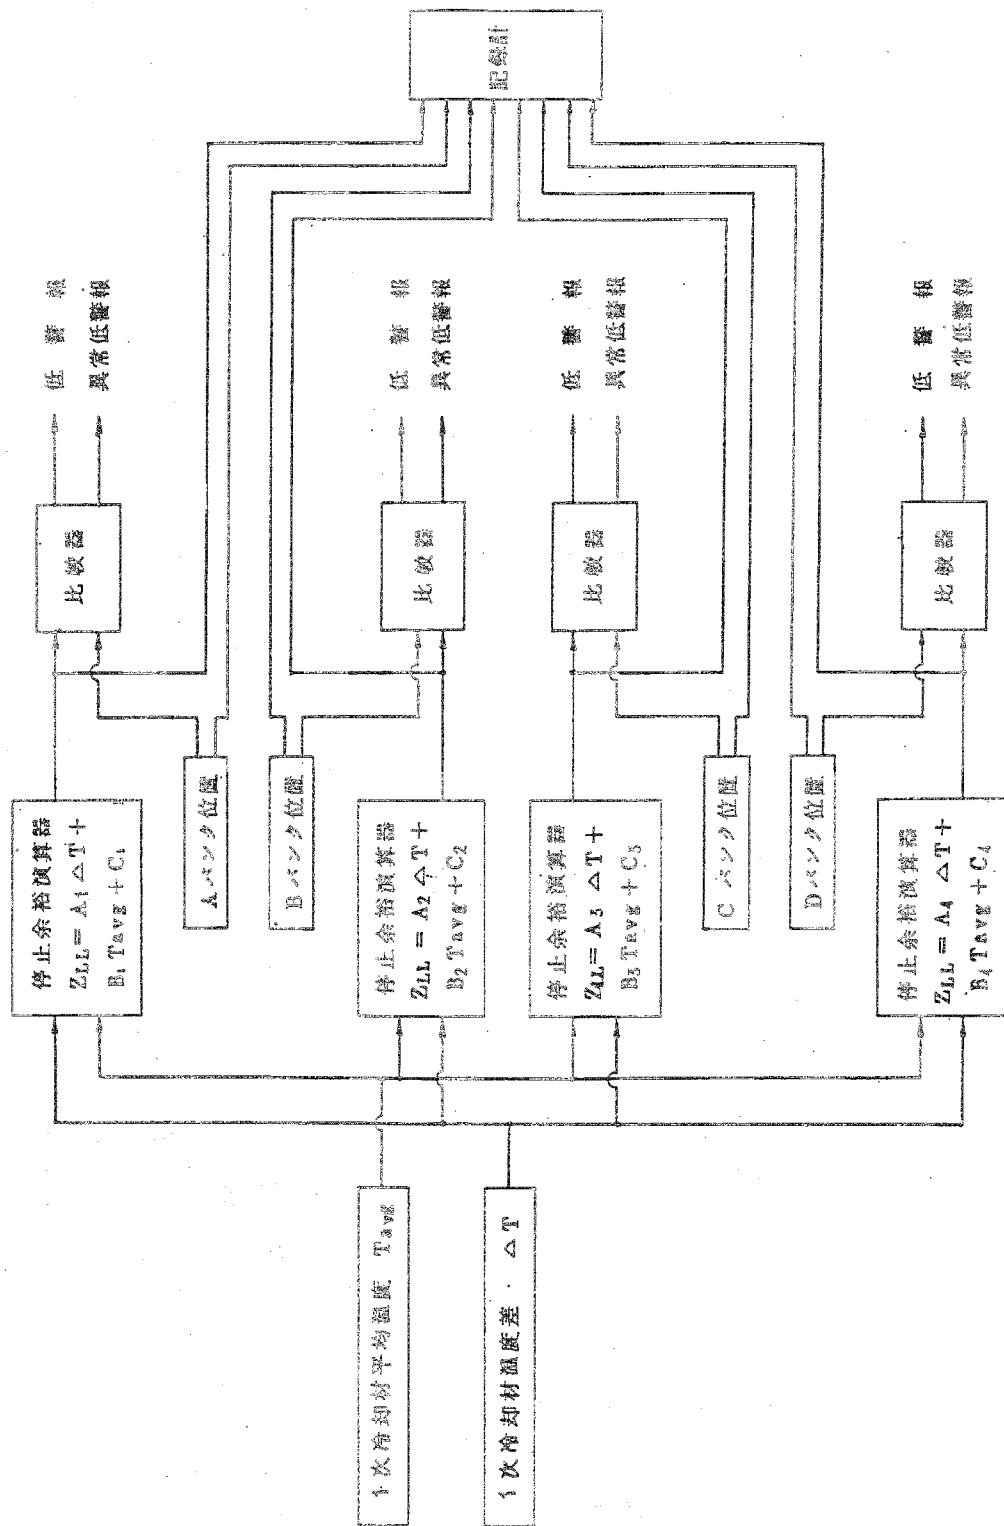 1次冷却材平均温度 Tavg
1次冷却材温度差・△T
停止余裕演算器
ZLL = A1 △T +
B1 Tavg + C1
Aバンク位置
Bバンク位置
停止余裕演算器
ZLL = A2 △T +
B2 Tavg + C2
停止余裕演算器
ZLL = A3 △T +
B3 Tavg + C3
Cバンク位置
Dバンク位置
停止余裕演算器
ZLL = A4 △T +
B4 Tavg + C4
比較器
比較器
比較器
比較器
低警報
異常低警報
低警報
異常低警報
低警報
異常低警報
低警報
異常低警報
記録計